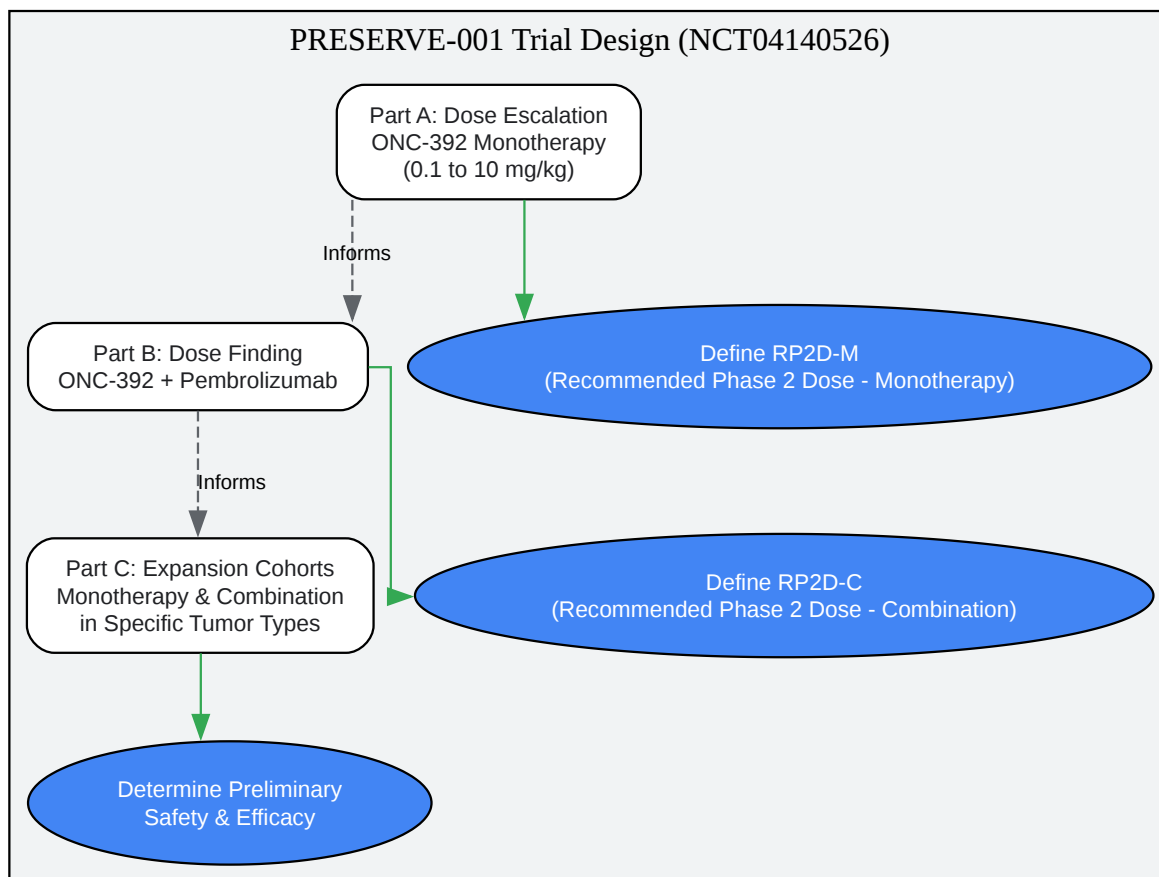 PRESERVE-001 Trial Design (NCT04140526)
Part A: Dose Escalation
ONC-392 Monotherapy
(0.1 to 10 mg/kg)
Informs
Part B: Dose Finding
ONC-392 + Pembrolizumab
Define RP2D-M
(Recommended Phase 2 Dose - Monotherapy)
Informs
Part C: Expansion Cohorts
Monotherapy & Combination
in Specific Tumor Types
Define RP2D-C
(Recommended Phase 2 Dose - Combination)
Determine Preliminary
Safety & Efficacy